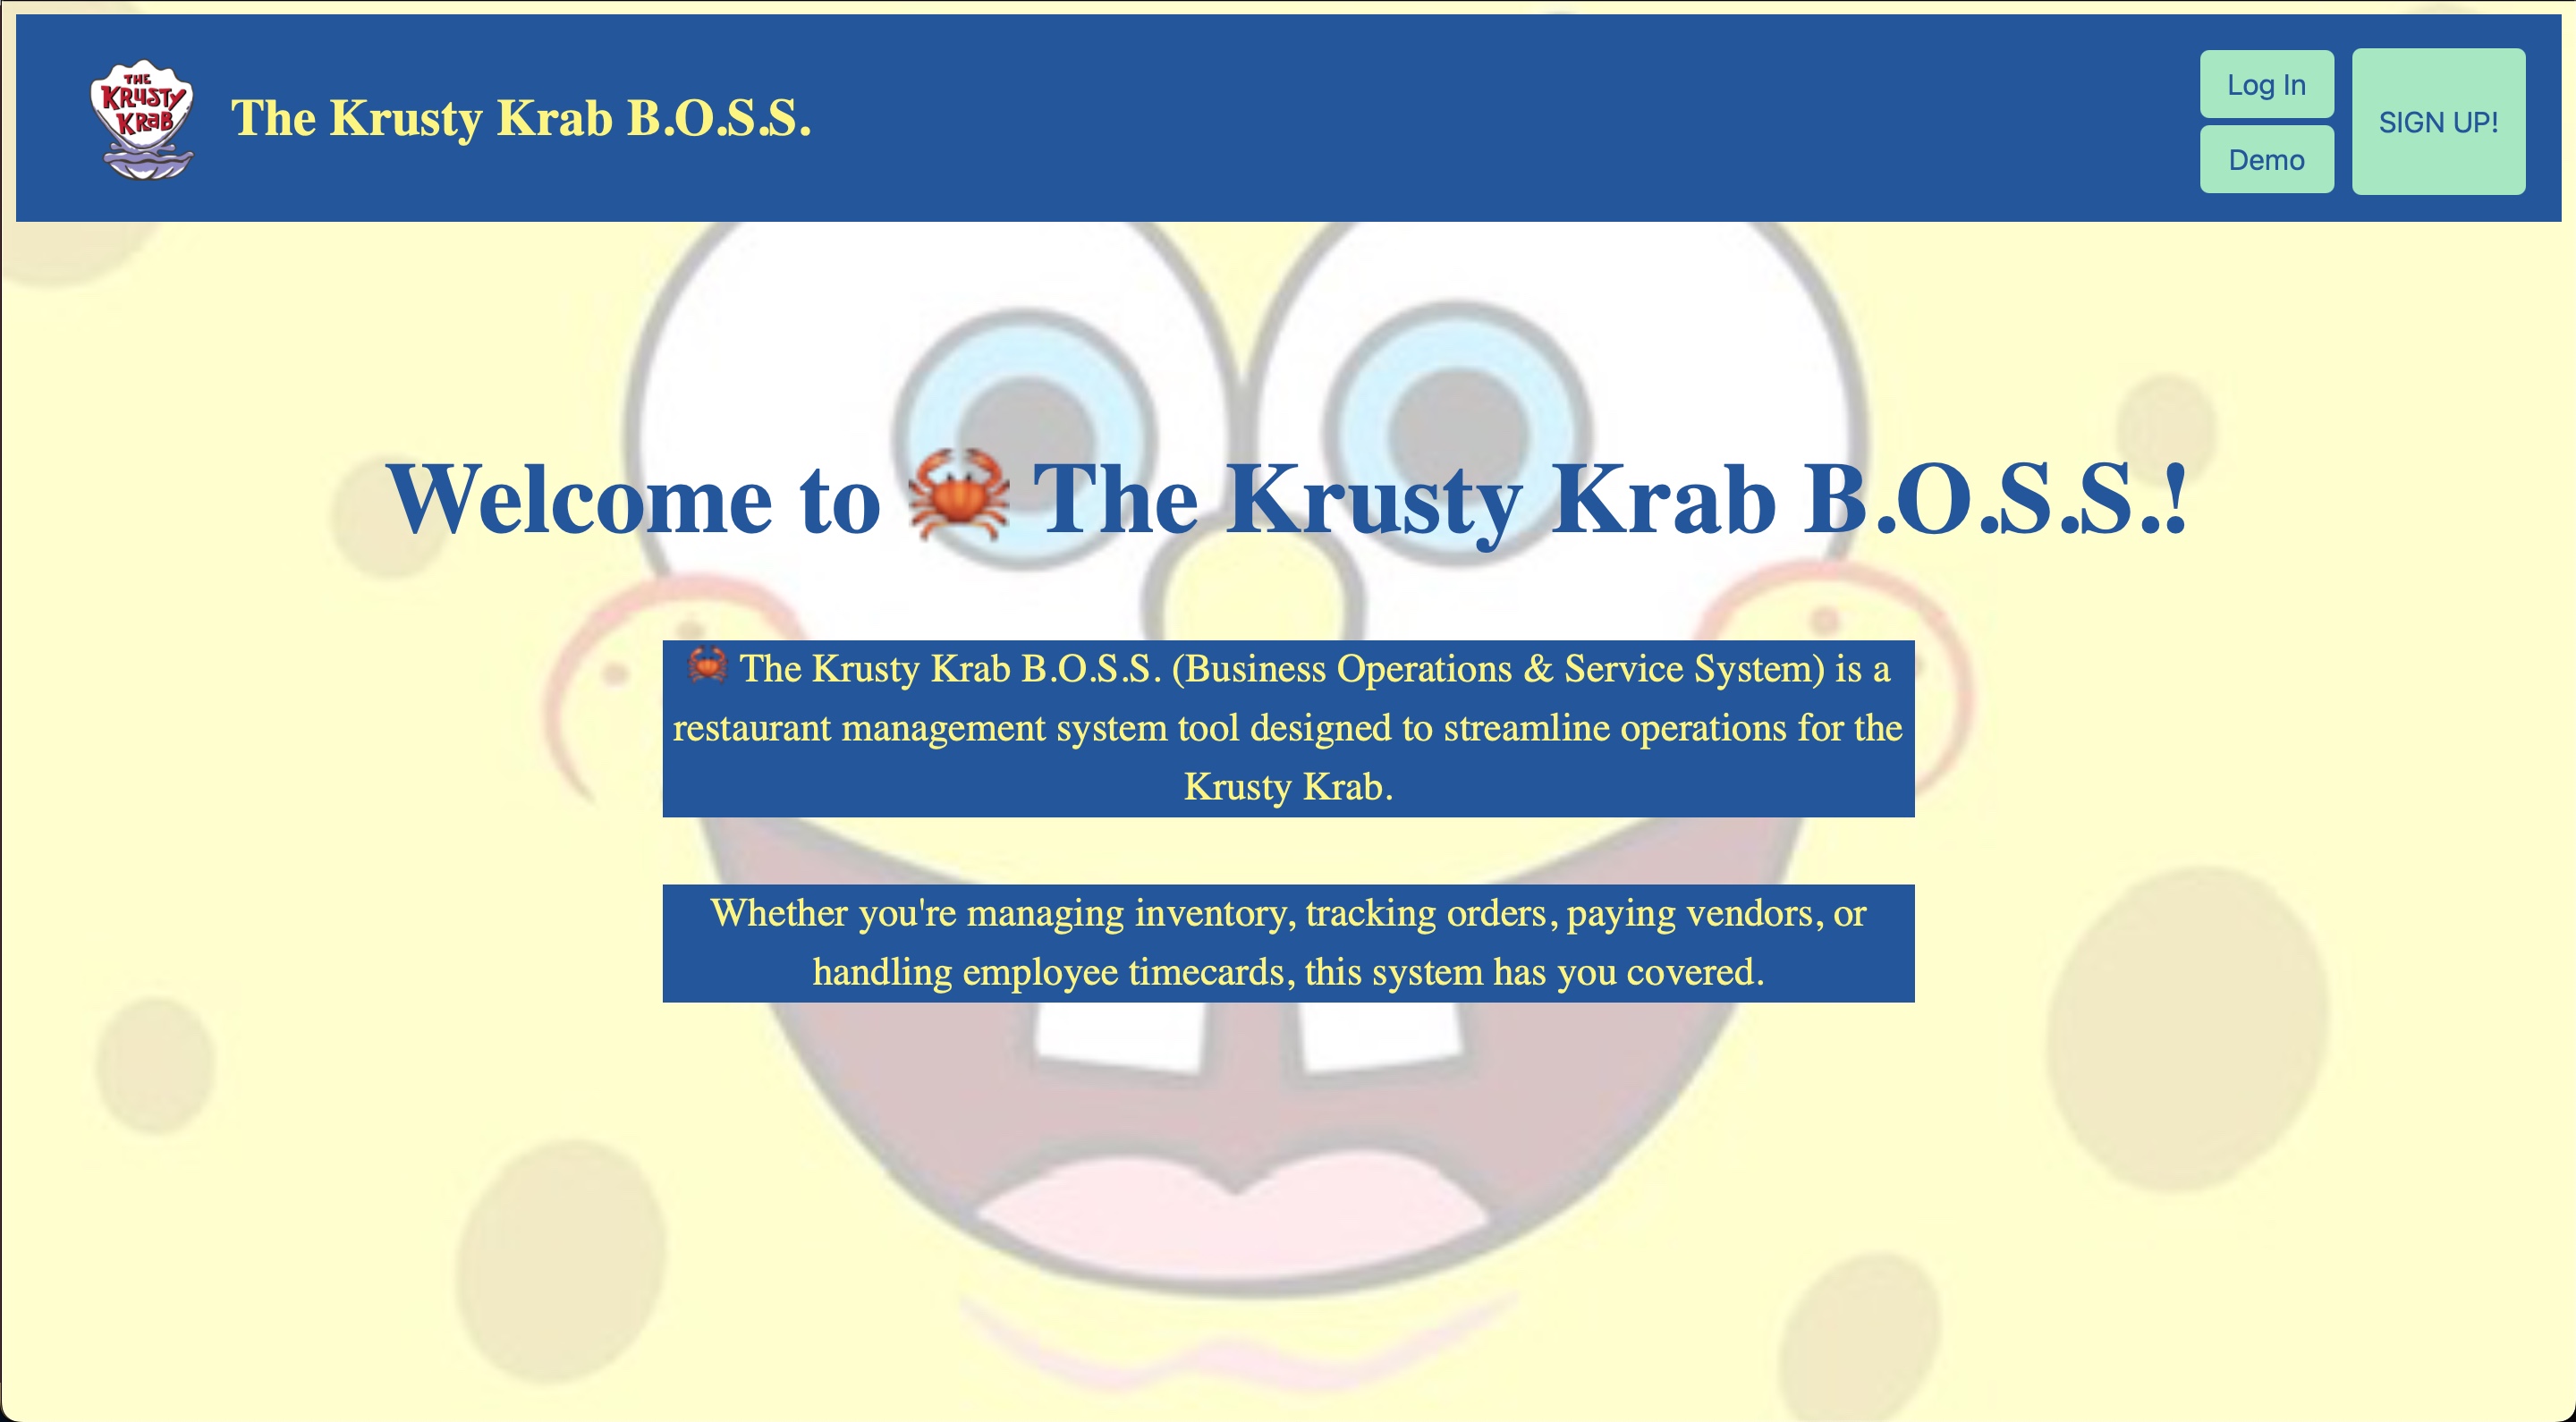 THE
KRUSTY
KRAB
The Krusty Krab B.O.S.S.
Log In
Demo
SIGN UP!
Welcome to 🦀 The Krusty Krab B.O.S.S.!
🦀 The Krusty Krab B.O.S.S. (Business Operations & Service System) is a
restaurant management system tool designed to streamline operations for the
Krusty Krab.
Whether you're managing inventory, tracking orders, paying vendors, or
handling employee timecards, this system has you covered.